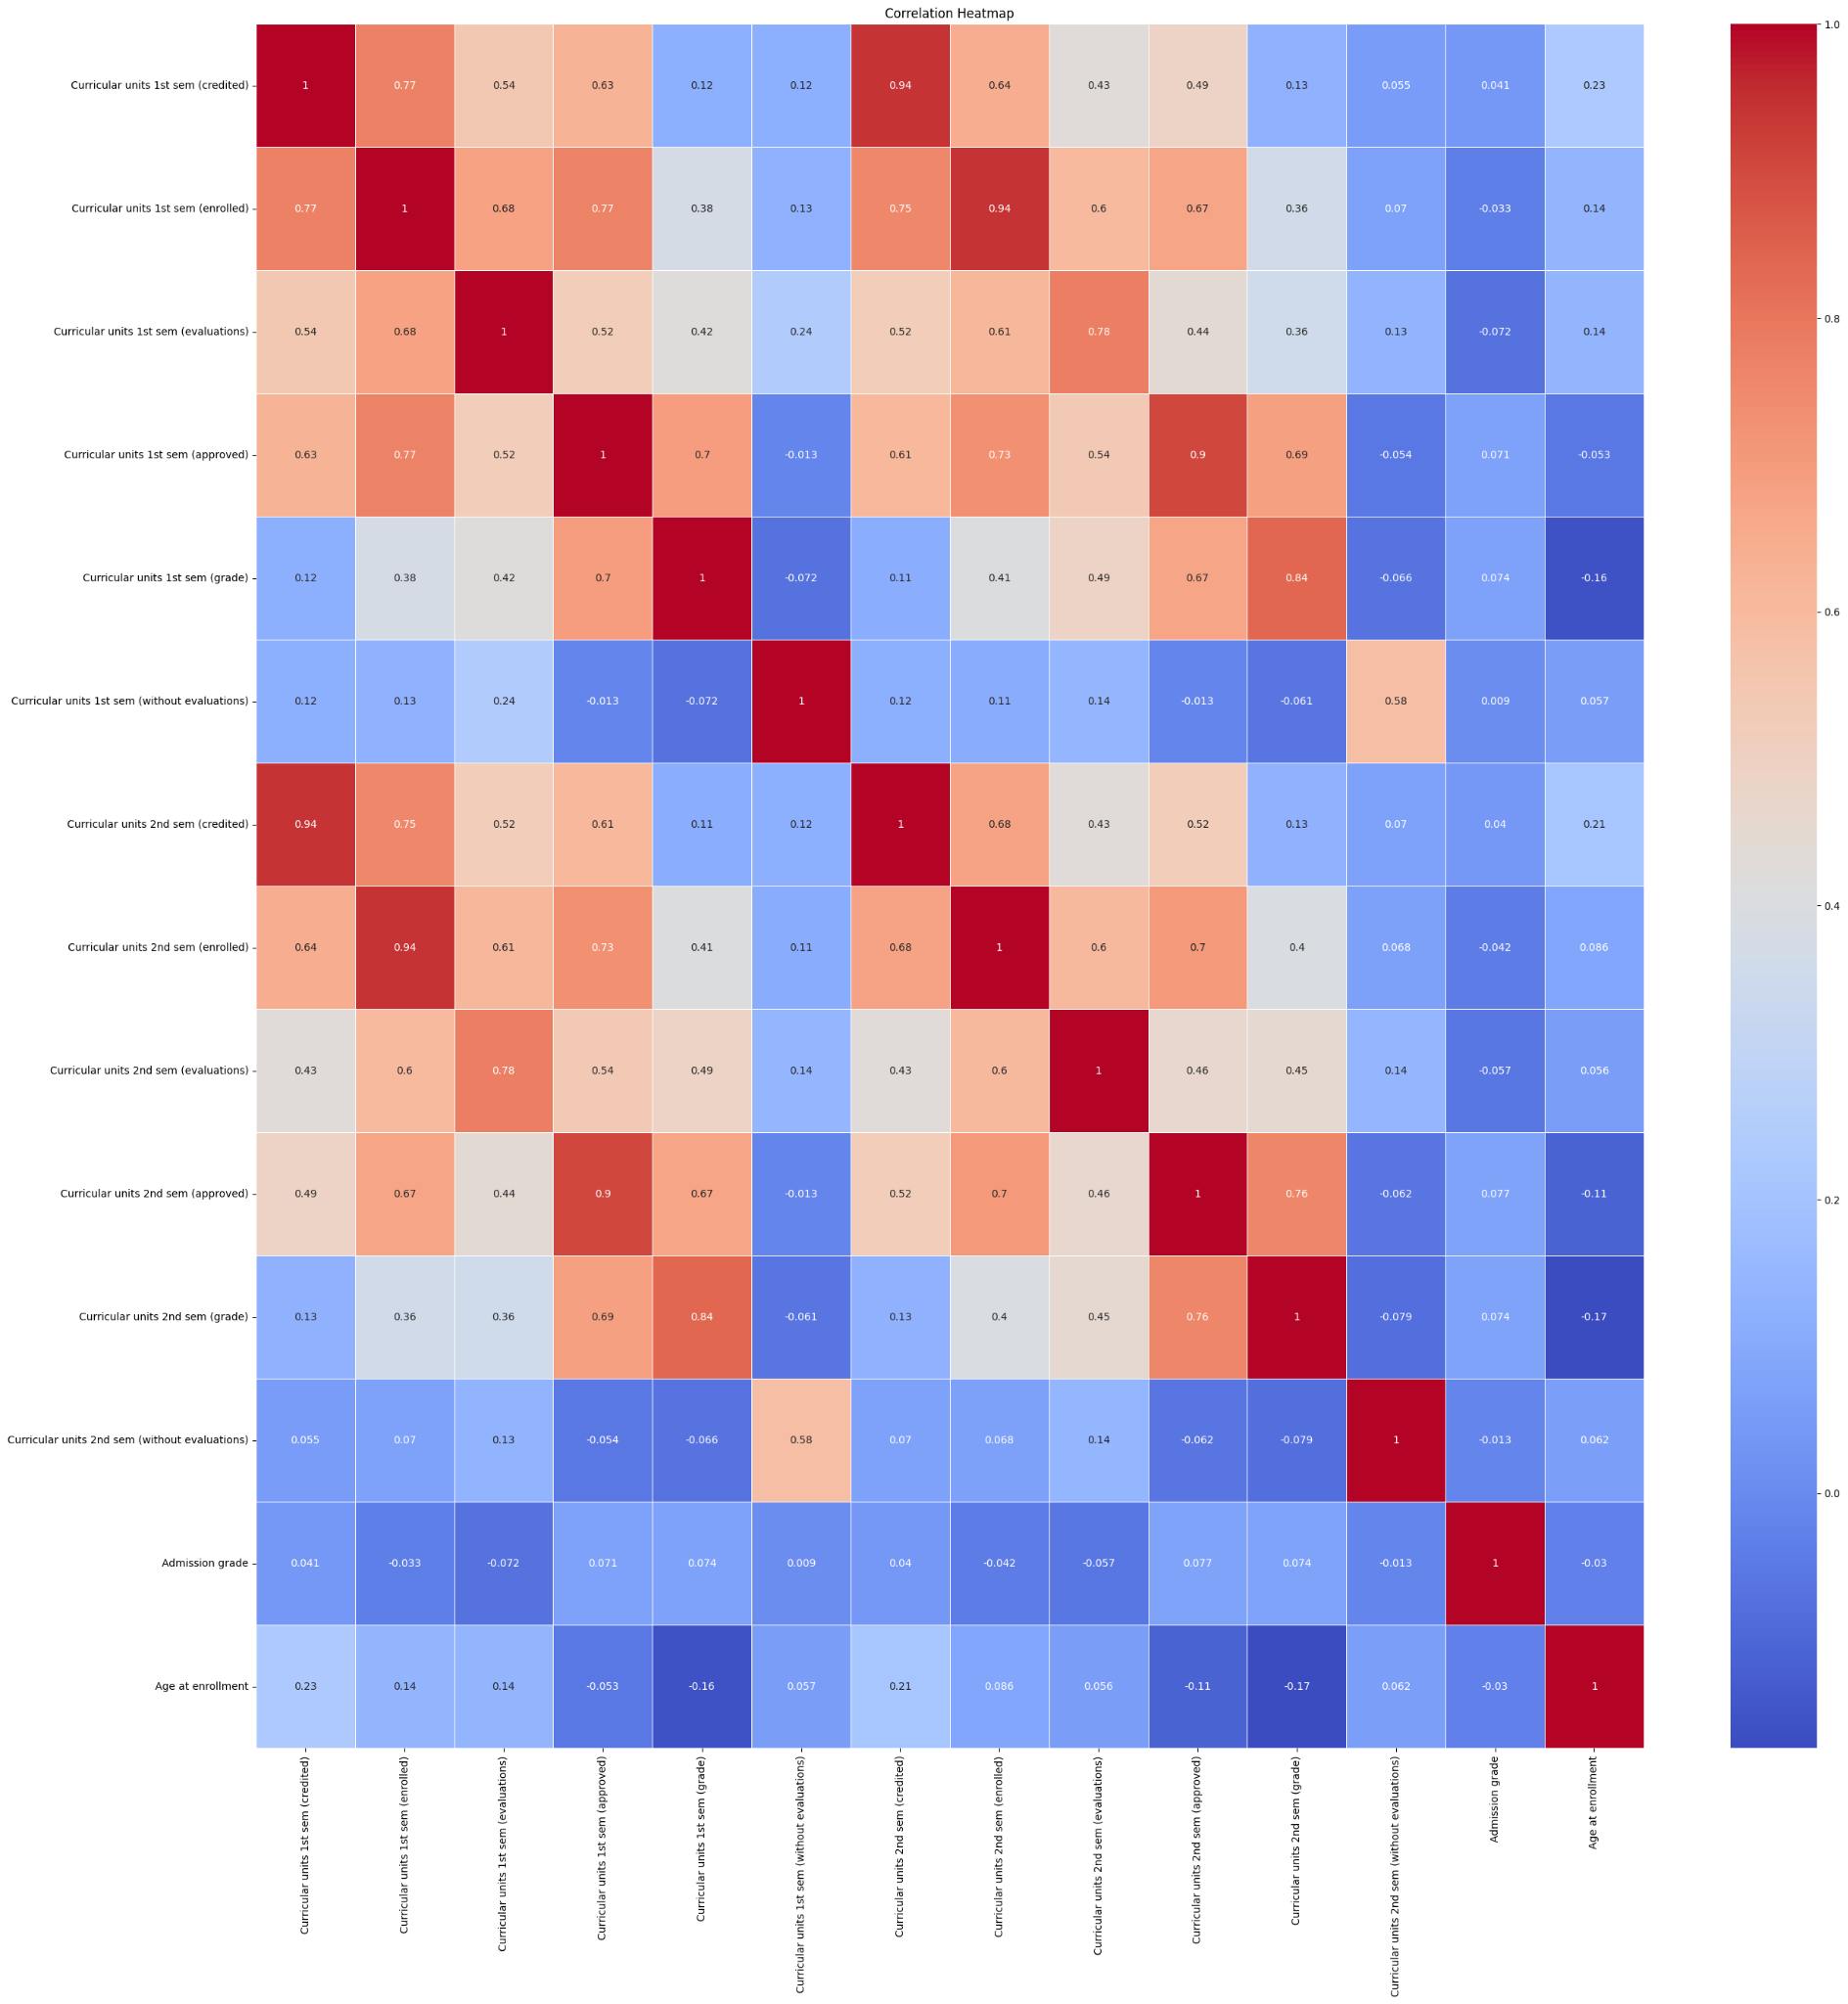 Correlation Heatmap
Curricular units 1st sem (credited) 1 0.77 0.54 0.63 0.12 0.12 0.94 0.64 0.43 0.49 0.13 0.055 0.041 0.23
Curricular units 1st sem (enrolled) 0.77 1 0.68 0.77 0.38 0.13 0.75 0.94 0.6 0.67 0.36 0.07 -0.033 0.14
Curricular units 1st sem (evaluations) 0.54 0.68 1 0.52 0.42 0.24 0.52 0.61 0.78 0.44 0.36 0.13 -0.072 0.14
Curricular units 1st sem (approved) 0.63 0.77 0.52 1 0.7 -0.013 0.61 0.73 0.54 0.9 0.69 -0.054 0.071 -0.053
Curricular units 1st sem (grade) 0.12 0.38 0.42 0.7 1 -0.072 0.11 0.41 0.49 0.67 0.84 -0.066 0.074 -0.16
Curricular units 1st sem (without evaluations) 0.12 0.13 0.24 -0.013 -0.072 1 0.12 0.11 0.14 -0.013 -0.061 0.58 0.009 0.057
Curricular units 2nd sem (credited) 0.94 0.75 0.52 0.61 0.11 0.12 1 0.68 0.43 0.52 0.13 0.07 0.04 0.21
Curricular units 2nd sem (enrolled) 0.64 0.94 0.61 0.73 0.41 0.11 0.68 1 0.6 0.7 0.4 0.068 -0.042 0.086
Curricular units 2nd sem (evaluations) 0.43 0.6 0.78 0.54 0.49 0.14 0.43 0.6 1 0.46 0.45 0.14 -0.057 0.056
Curricular units 2nd sem (approved) 0.49 0.67 0.44 0.9 0.67 -0.013 0.52 0.7 0.46 1 0.76 -0.062 0.077 -0.11
Curricular units 2nd sem (grade) 0.13 0.36 0.36 0.69 0.84 -0.061 0.13 0.4 0.45 0.76 1 -0.079 0.074 -0.17
Curricular units 2nd sem (without evaluations) 0.055 0.07 0.13 -0.054 -0.066 0.58 0.07 0.068 0.14 -0.062 -0.079 1 -0.013 0.062
Admission grade 0.041 -0.033 -0.072 0.071 0.074 0.009 0.04 -0.042 -0.057 0.077 0.074 -0.013 1 -0.03
Age at enrollment 0.23 0.14 0.14 -0.053 -0.16 0.057 0.21 0.086 0.056 -0.11 -0.17 0.062 -0.03 1
Curricular units 1st sem (credited)
Curricular units 1st sem (enrolled)
Curricular units 1st sem (evaluations)
Curricular units 1st sem (approved)
Curricular units 1st sem (grade)
Curricular units 1st sem (without evaluations)
Curricular units 2nd sem (credited)
Curricular units 2nd sem (enrolled)
Curricular units 2nd sem (evaluations)
Curricular units 2nd sem (approved)
Curricular units 2nd sem (grade)
Curricular units 2nd sem (without evaluations)
Admission grade
Age at enrollment
1.0
0.8
0.6
0.4
0.2
0.0